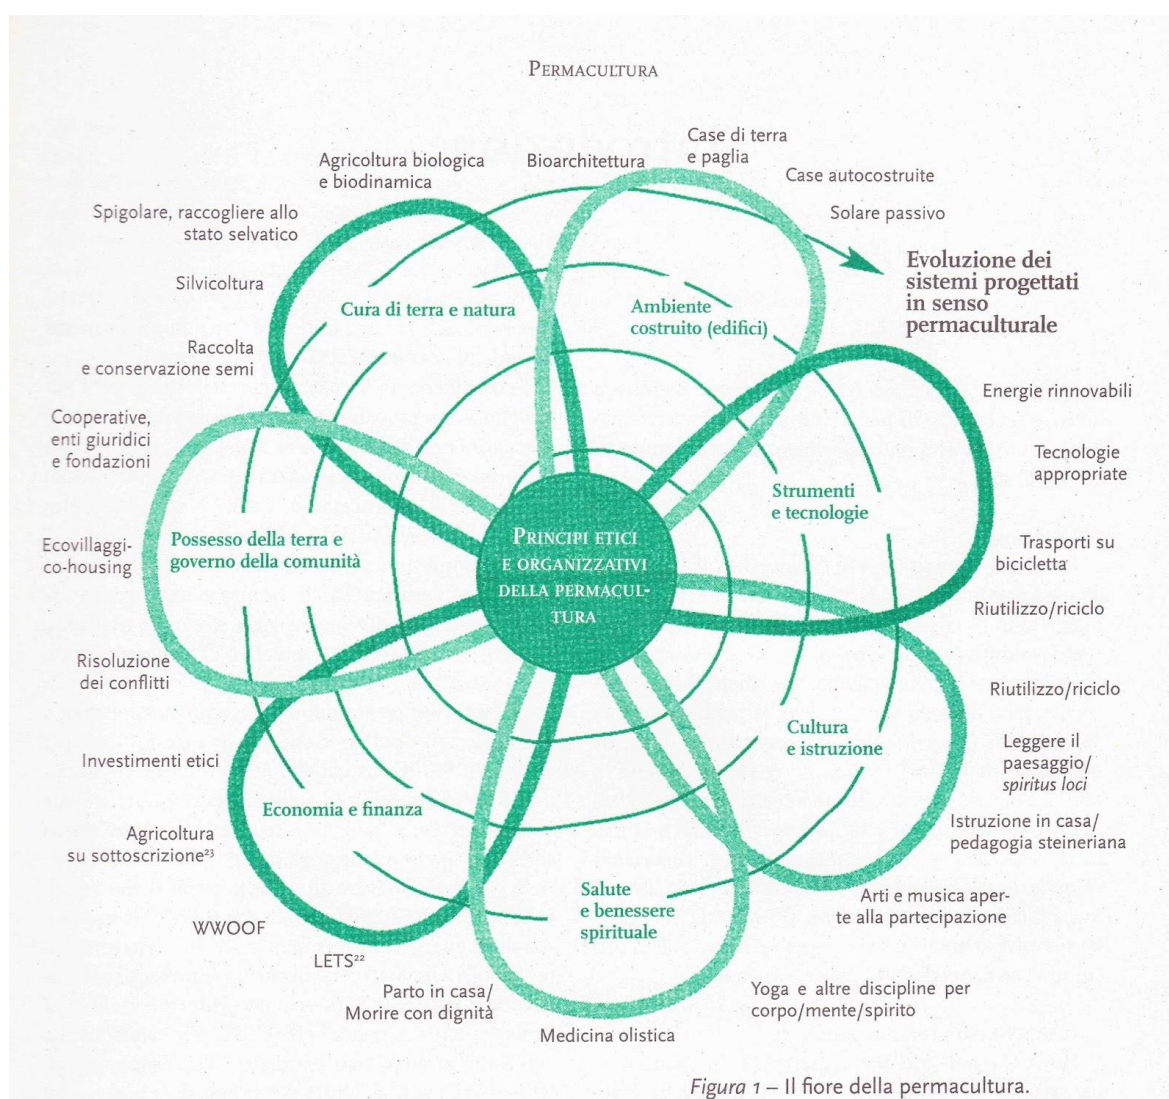 PERMACULTURA
Case di terra
e paglia
Agricoltura biologica
e biodinamica
Bioarchitettura
Case autocostruite
Spigolare, raccogliere allo
stato selvatico
Solare passivo
Silvicoltura
Evoluzione dei
sistemi progettati
in senso
permaculturale
Cura di terra e natura
Ambiente
costruito (edifici)
Raccolta
e conservazione semi
Energie rinnovabili
Cooperative,
enti giuridici
e fondazioni
Tecnologie
appropriate
Strumenti
e tecnologie
Possesso della terra e
governo della comunità
PRINCIPI ETICI
E ORGANIZZATIVI
DELLA PERMACUL-
TURA
Ecovillaggi-
co-housing
Trasporti su
bicicletta
Riutilizzo/riciclo
Risoluzione
dei conflitti
Riutilizzo/riciclo
Cultura
e istruzione
Leggere il
paesaggio/
spiritus loci
Investimenti etici
Economia e finanza
Agricoltura
su sottoscrizione²³
Istruzione in casa/
pedagogia steineriana
Salute
e benessere
spirituale
Arti e musica aper-
te alla partecipazione
WWOOF
LETS²²
Parto in casa/
Morire con dignità
Yoga e altre discipline per
corpo/mente/spirito
Medicina olistica
Figura 1 – Il fiore della permacultura.